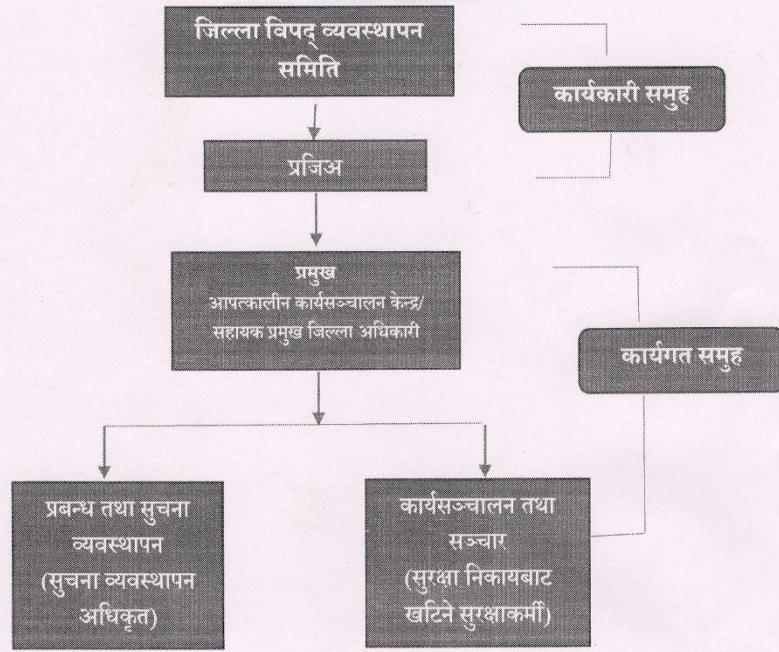 जिल्ला विपद् व्यवस्थापन
समिति
कार्यकारी समुह
प्रजिअ
प्रमुख
आपत्कालीन कार्यसञ्चालन केन्द्र/
सहायक प्रमुख जिल्ला अधिकारी
कार्यगत समुह
प्रबन्ध तथा सुचना
व्यवस्थापन
(सुचना व्यवस्थापन
अधिकृत)
कार्यसञ्चालन तथा
सञ्चार
(सुरक्षा निकायबाट
खटिने सुरक्षाकर्मी)